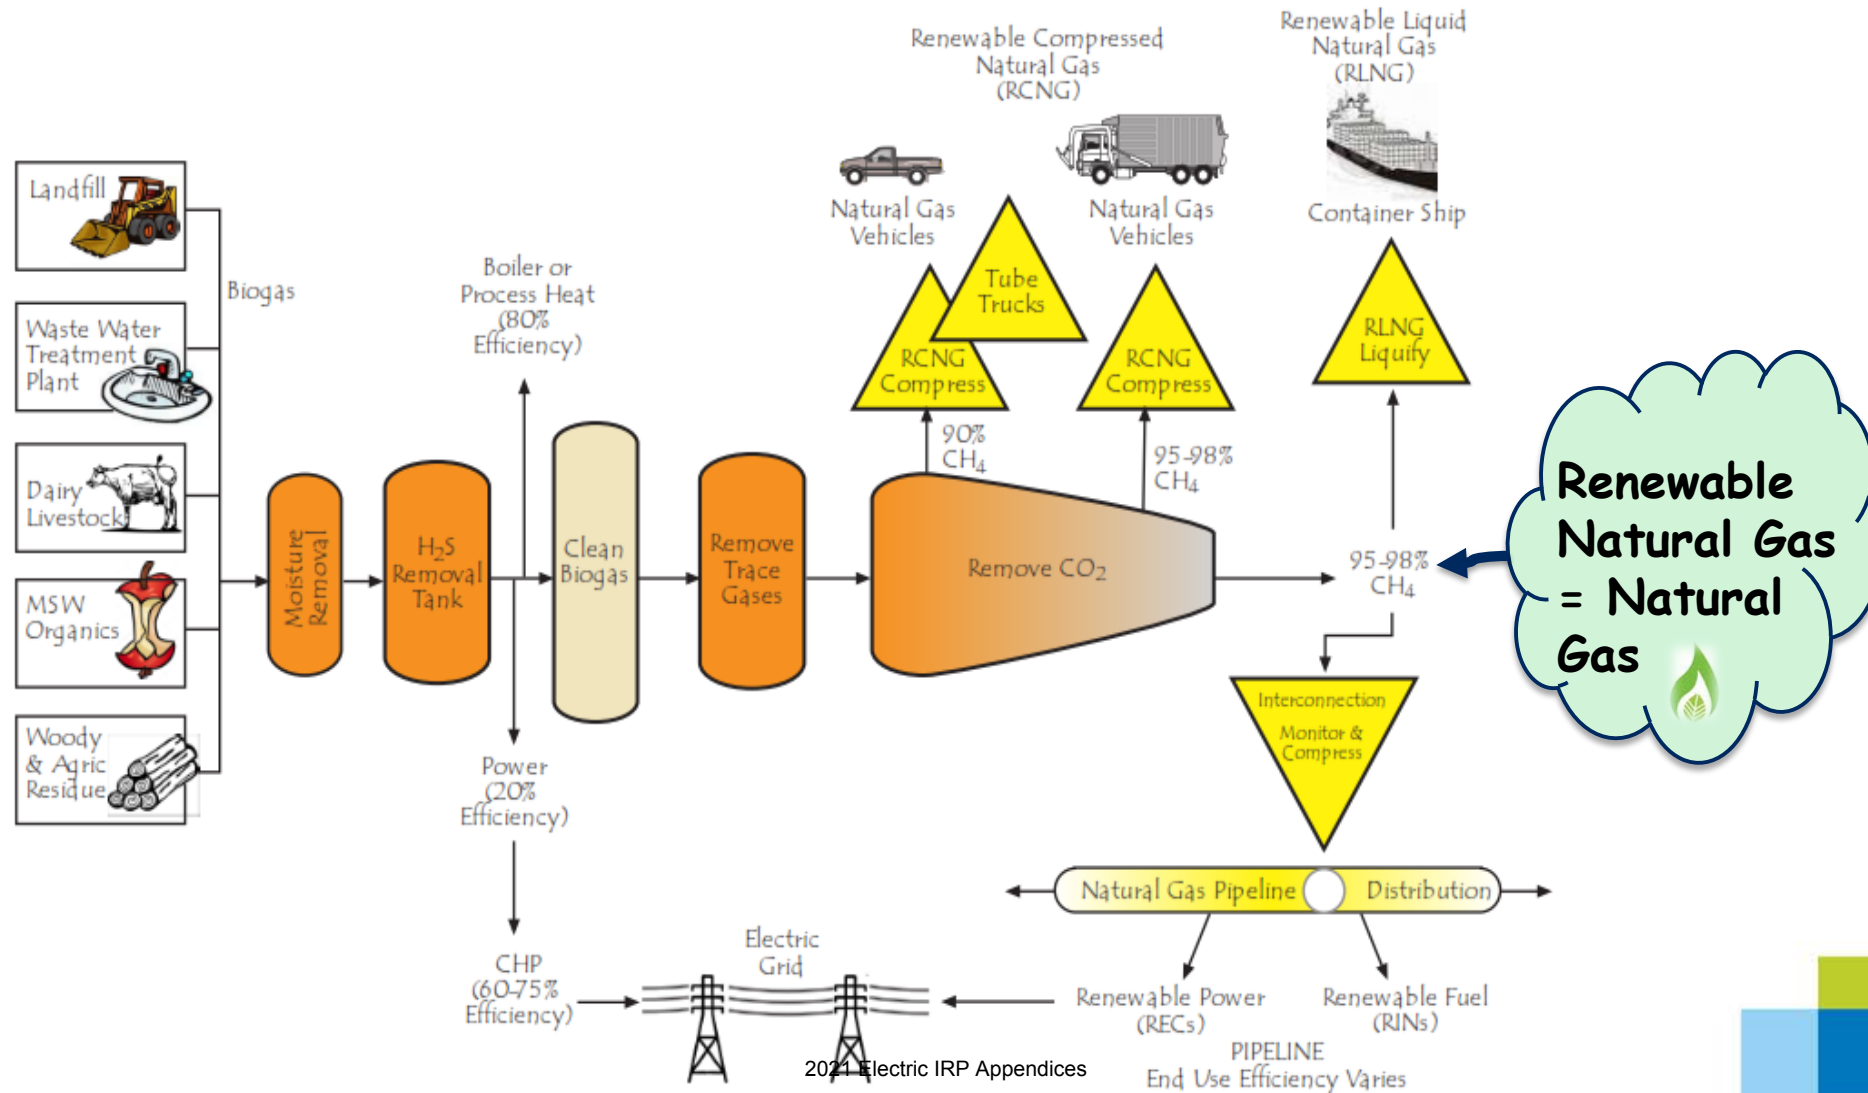 Landfill
Waste Water
Treatment
Plant
Dairy
Livestock
MSW
Organics
Woody
& Agric
Residue
Biogas
Moisture
Removal
H₂S
Removal
Tank
Boiler or
Process Heat
(80%
Efficiency)
Power
(20%
Efficiency)
CHP
(60-75%
Efficiency)
Clean
Biogas
Remove
Trace
Gases
Remove CO₂
Renewable Compressed
Natural Gas
(RCNG)
Natural Gas
Vehicles
Natural Gas
Vehicles
Tube
Trucks
RCNG
Compress
RCNG
Compress
90%
CH₄
95-98%
CH₄
Renewable Liquid
Natural Gas
(RLNG)
Container Ship
RLNG
Liquify
95-98%
CH₄
Renewable
Natural Gas
= Natural
Gas
Interconnection
Monitor &
Compress
Natural Gas Pipeline
Distribution
Electric
Grid
Renewable Power
(RECs)
Renewable Fuel
(RINs)
PIPELINE
End Use Efficiency Varies
2021 Electric IRP Appendices